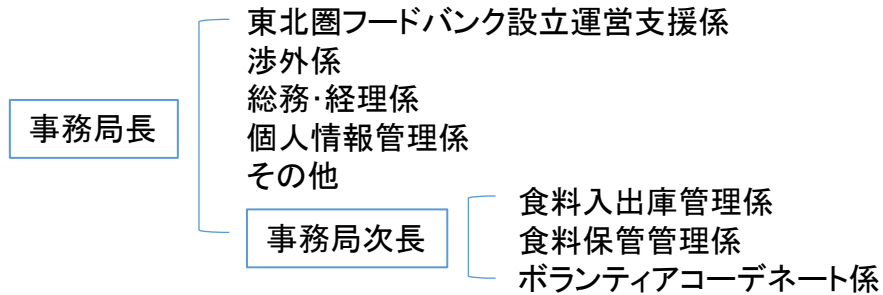 東北圏フードバンク設立運営支援係
渉外係
総務・経理係
事務局長
個人情報管理係
その他
事務局次長
食料入出庫管理係
食料保管管理係
ボランティアコーデネート係